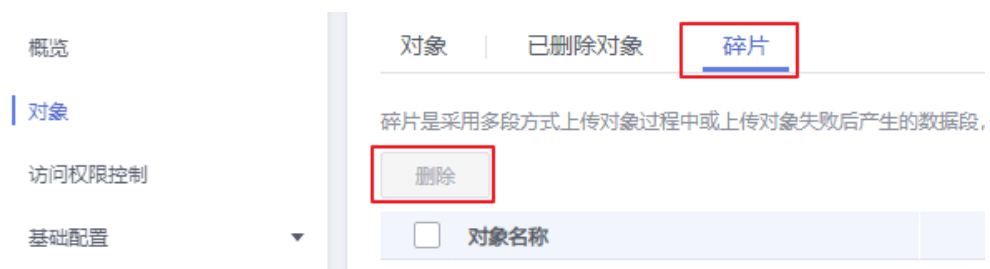 概览
对象
访问权限控制
基础配置
对象 已删除对象 碎片
碎片是采用多段方式上传对象过程中或上传对象失败后产生的数据段，
删除
对象名称